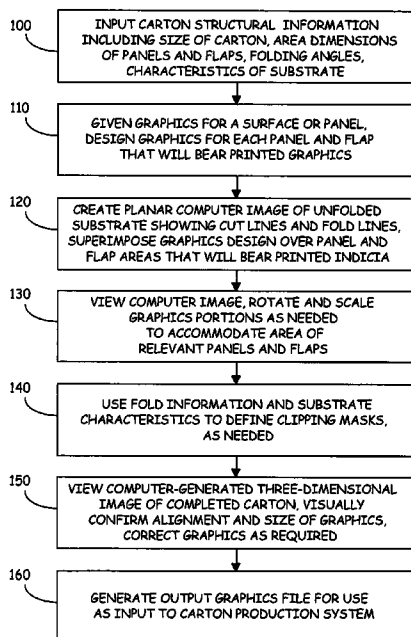 100
INPUT CARTON STRUCTURAL INFORMATION
INCLUDING SIZE OF CARTON, AREA DIMENSIONS
OF PANELS AND FLAPS, FOLDING ANGLES,
CHARACTERISTICS OF SUBSTRATE
110
GIVEN GRAPHICS FOR A SURFACE OR PANEL,
DESIGN GRAPHICS FOR EACH PANEL AND FLAP
THAT WILL BEAR PRINTED GRAPHICS
120
CREATE PLANAR COMPUTER IMAGE OF UNFOLDED
SUBSTRATE SHOWING CUT LINES AND FOLD LINES,
SUPERIMPOSE GRAPHICS DESIGN OVER PANEL AND
FLAP AREAS THAT WILL BEAR PRINTED INDICIA
130
VIEW COMPUTER IMAGE, ROTATE AND SCALE
GRAPHICS PORTIONS AS NEEDED
TO ACCOMMODATE AREA OF
RELEVANT PANELS AND FLAPS
140
USE FOLD INFORMATION AND SUBSTRATE
CHARACTERISTICS TO DEFINE CLIPPING MASKS,
AS NEEDED
150
VIEW COMPUTER-GENERATED THREE-DIMENSIONAL
IMAGE OF COMPLETED CARTON, VISUALLY
CONFIRM ALIGNMENT AND SIZE OF GRAPHICS,
CORRECT GRAPHICS AS REQUIRED
160
GENERATE OUTPUT GRAPHICS FILE FOR USE
AS INPUT TO CARTON PRODUCTION SYSTEM